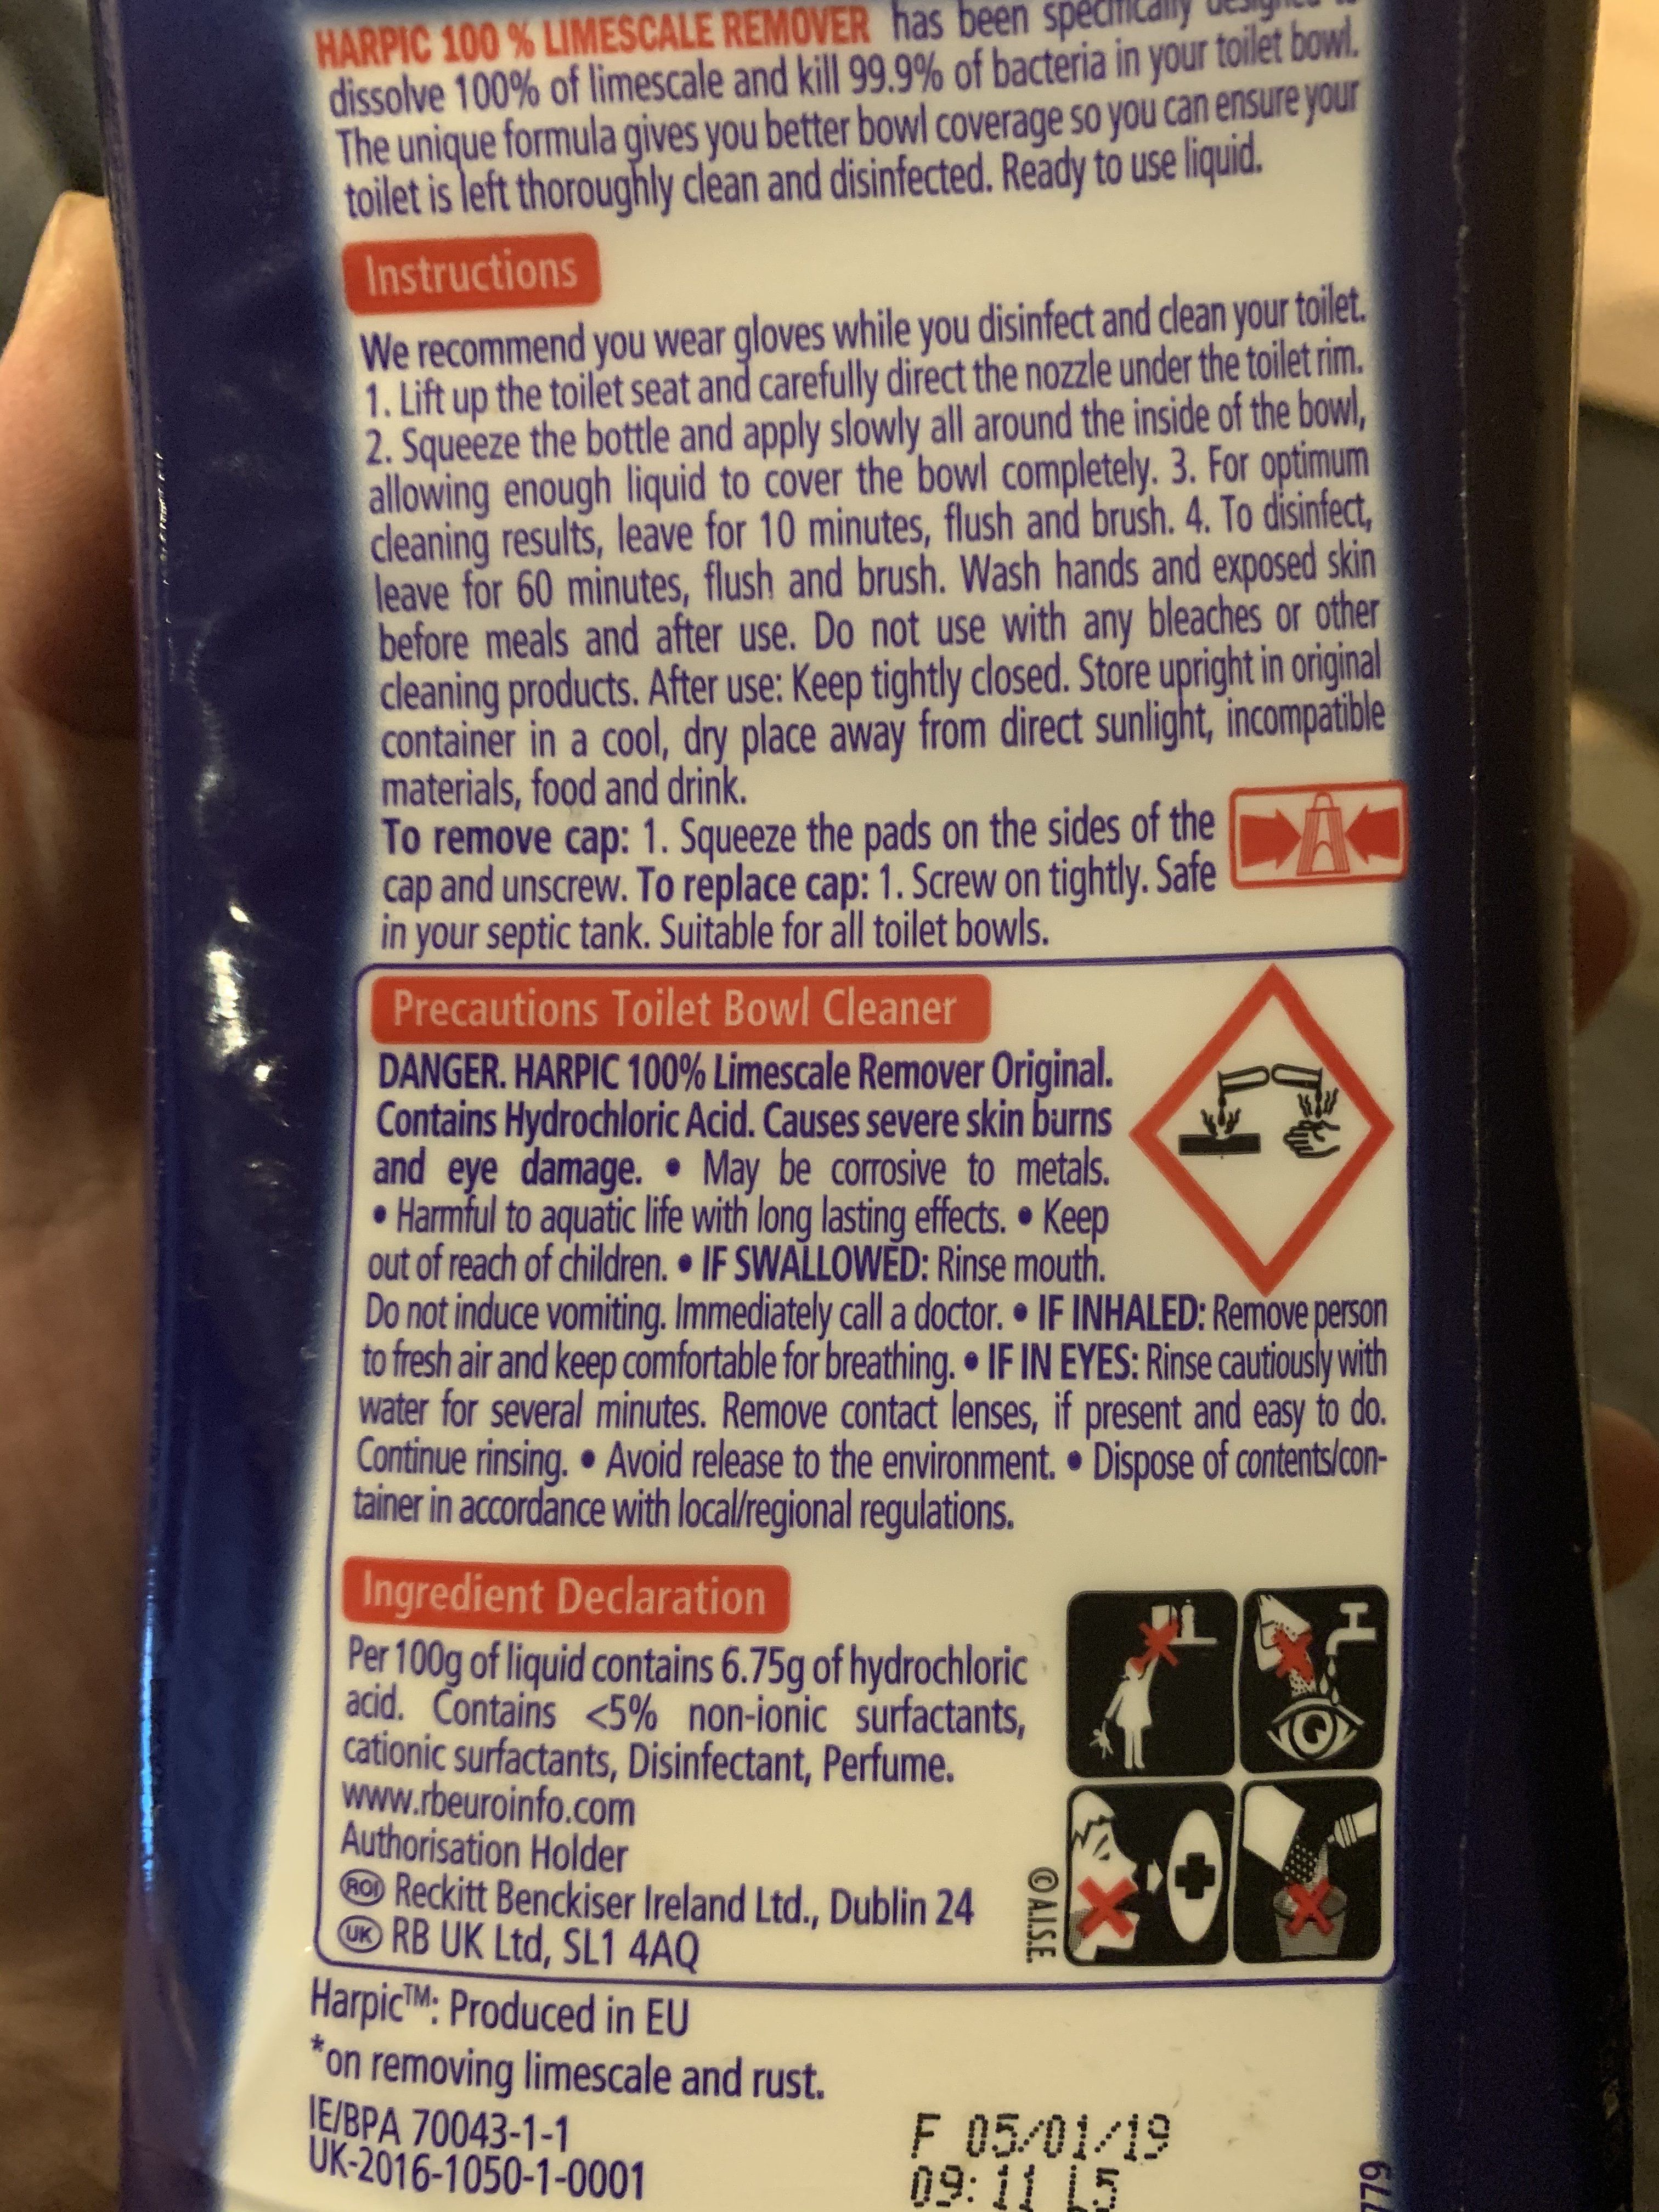 HARPIC 100 % LIMESCALE REMOVER has been specifically designed to
dissolve 100% of limescale and kill 99.9% of bacteria in your toilet bowl.
The unique formula gives you better bowl coverage so you can ensure your
toilet is left thoroughly clean and disinfected. Ready to use liquid.
Instructions
We recommend you wear gloves while you disinfect and clean your toilet.
1. Lift up the toilet seat and carefully direct the nozzle under the toilet rim.
2. Squeeze the bottle and apply slowly all around the inside of the bowl,
allowing enough liquid to cover the bowl completely. 3. For optimum
cleaning results, leave for 10 minutes, flush and brush. 4. To disinfect,
leave for 60 minutes, flush and brush. Wash hands and exposed skin
before meals and after use. Do not use with any bleaches or other
cleaning products. After use: Keep tightly closed. Store upright in original
container in a cool, dry place away from direct sunlight, incompatible
materials, food and drink.
To remove cap: 1. Squeeze the pads on the sides of the
cap and unscrew. To replace cap: 1. Screw on tightly. Safe
in your septic tank. Suitable for all toilet bowls.
Precautions Toilet Bowl Cleaner
DANGER. HARPIC 100% Limescale Remover Original.
Contains Hydrochloric Acid. Causes severe skin burns
and eye damage. • May be corrosive to metals.
• Harmful to aquatic life with long lasting effects. • Keep
out of reach of children. • IF SWALLOWED: Rinse mouth.
Do not induce vomiting. Immediately call a doctor. • IF INHALED: Remove person
to fresh air and keep comfortable for breathing. • IF IN EYES: Rinse cautiously with
water for several minutes. Remove contact lenses, if present and easy to do.
Continue rinsing. • Avoid release to the environment. • Dispose of contents/con-
tainer in accordance with local/regional regulations.
Ingredient Declaration
Per 100g of liquid contains 6.75g of hydrochloric
acid. Contains <5% non-ionic surfactants,
cationic surfactants, Disinfectant, Perfume.
www.rbeuroinfo.com
Authorisation Holder
ROI Reckitt Benckiser Ireland Ltd., Dublin 24
UK RB UK Ltd, SL1 4AQ
© A.I.S.E.
Harpic™: Produced in EU
*on removing limescale and rust.
IE/BPA 70043-1-1
UK-2016-1050-1-0001
F 05/01/19
09:11
779